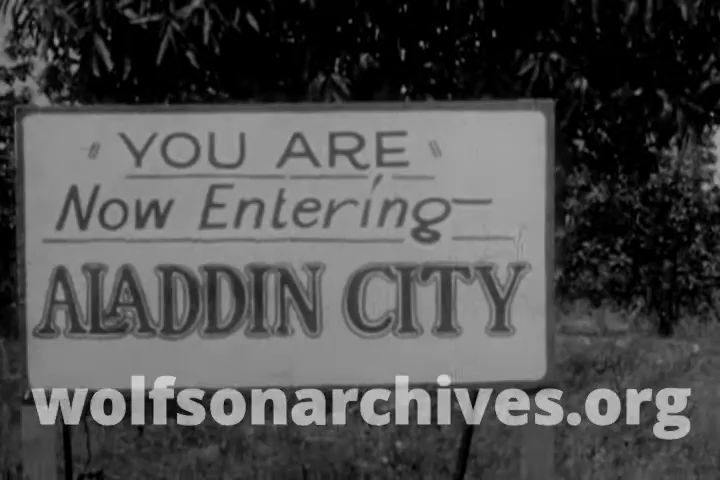 "YOU ARE"
Now Entering
ALADDIN CITY
wolfsonarchives.org